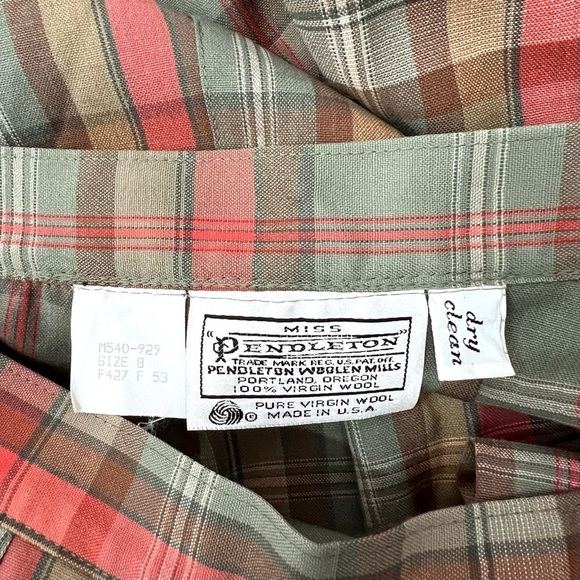 M540-929
SIZE 8
F427 F 53
MISS
"PENDLETON"
TRADE MARK REG. U.S. PAT. OFF.
PENDLETON WOOLEN MILLS
PORTLAND, OREGON
100% VIRGIN WOOL
PURE VIRGIN WOOL
© MADE IN U.S.A.
dry
clean